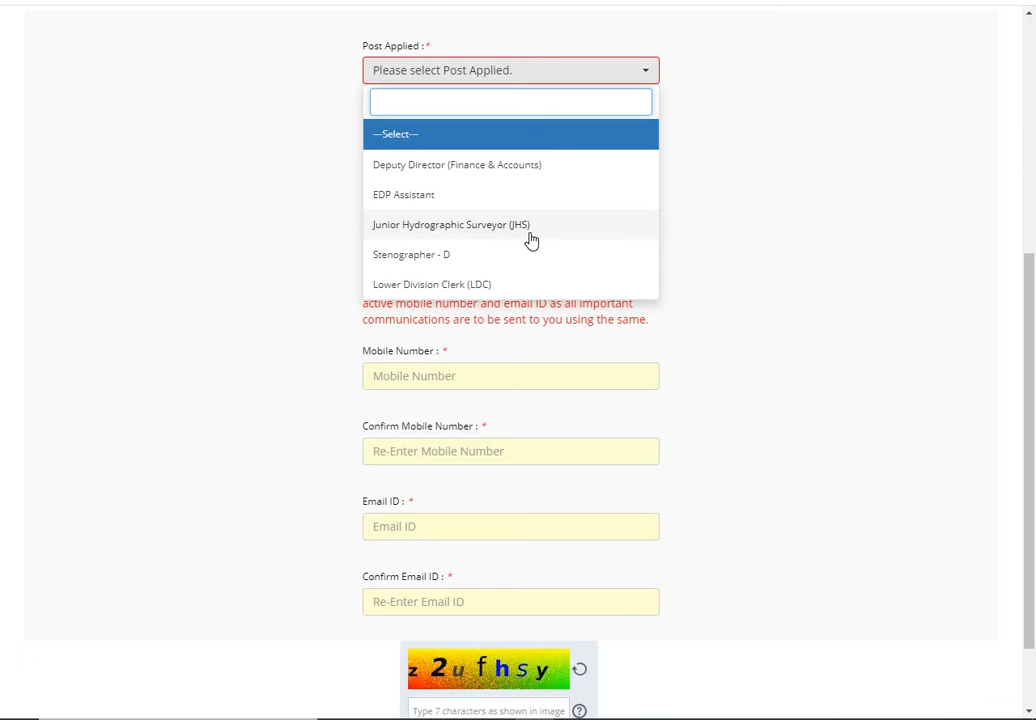 Post Applied :*
Please select Post Applied.
---Select---
Deputy Director (Finance & Accounts)
EDP Assistant
Junior Hydrographic Surveyor (JHS)
Stenographer - D
Lower Division Clerk (LDC)
active mobile number and email ID as all important
communications are to be sent to you using the same.
Mobile Number : *
Mobile Number
Confirm Mobile Number : *
Re-Enter Mobile Number
Email ID : *
Email ID
Confirm Email ID : *
Re-Enter Email ID
z2ufhsy
Type 7 characters as shown in image
?